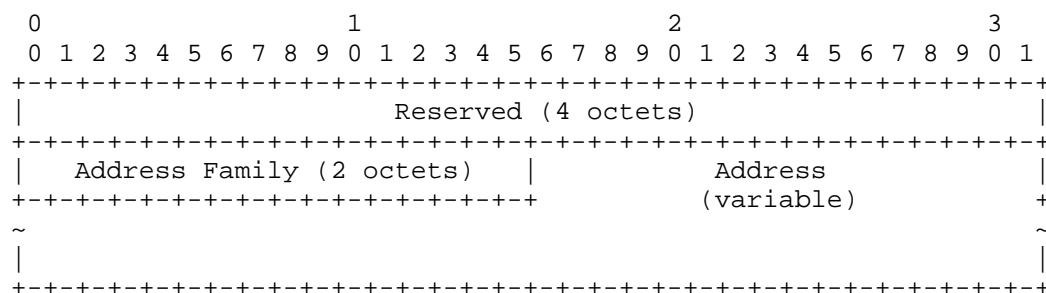 0                   1                   2                   3
 0 1 2 3 4 5 6 7 8 9 0 1 2 3 4 5 6 7 8 9 0 1 2 3 4 5 6 7 8 9 0 1
+-+-+-+-+-+-+-+-+-+-+-+-+-+-+-+-+-+-+-+-+-+-+-+-+-+-+-+-+-+-+-+-+
|                       Reserved (4 octets)                     |
+-+-+-+-+-+-+-+-+-+-+-+-+-+-+-+-+-+-+-+-+-+-+-+-+-+-+-+-+-+-+-+-+
|   Address Family (2 octets)   |           Address             |
+-+-+-+-+-+-+-+-+-+-+-+-+-+-+-+-+          (variable)           +
~                                                               ~
|                                                               |
+-+-+-+-+-+-+-+-+-+-+-+-+-+-+-+-+-+-+-+-+-+-+-+-+-+-+-+-+-+-+-+-+